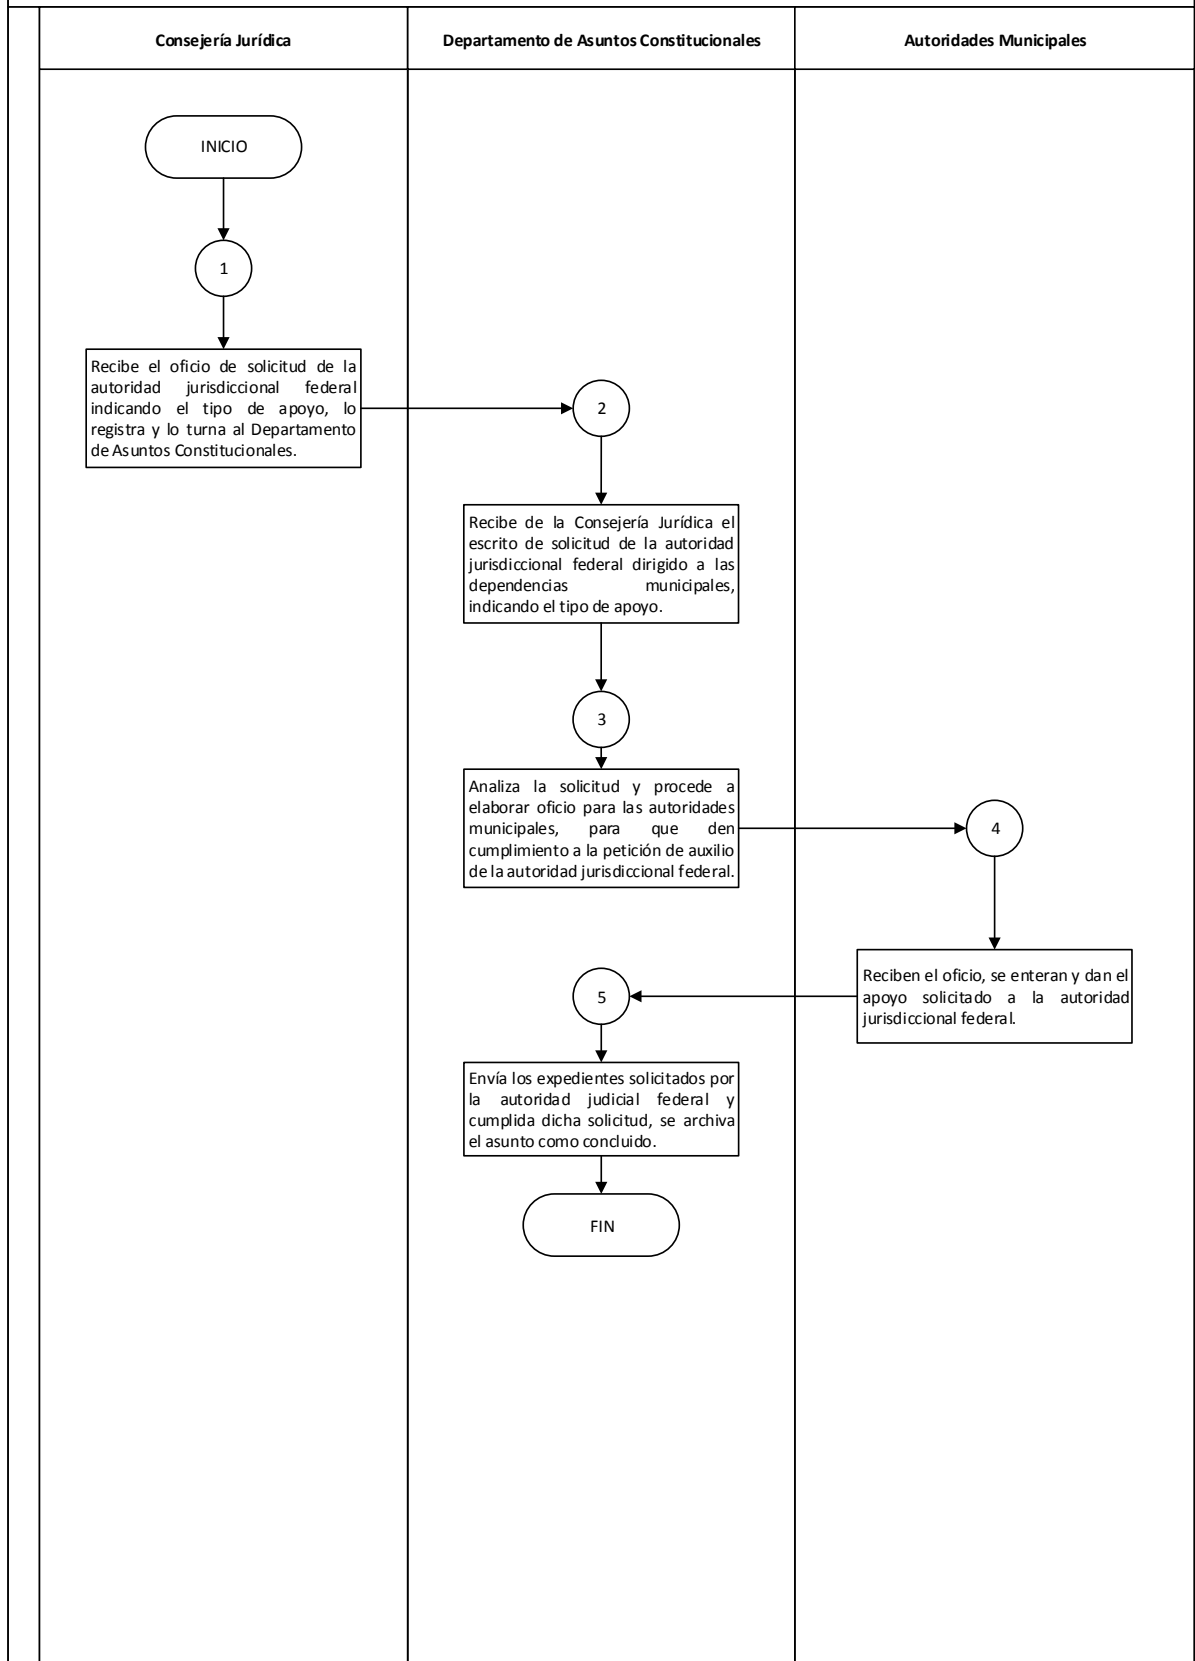 Consejería Jurídica
Departamento de Asuntos Constitucionales
Autoridades Municipales
INICIO
1
Recibe el oficio de solicitud de la
autoridad jurisdiccional federal
indicando el tipo de apoyo, lo
registra y lo turna al Departamento
de Asuntos Constitucionales.
2
Recibe de la Consejería Jurídica el
escrito de solicitud de la autoridad
jurisdiccional federal dirigido a las
dependencias municipales,
indicando el tipo de apoyo.
3
Analiza la solicitud y procede a
elaborar oficio para las autoridades
municipales, para que den
cumplimiento a la petición de auxilio
de la autoridad jurisdiccional federal.
4
Reciben el oficio, se enteran y dan el
apoyo solicitado a la autoridad
jurisdiccional federal.
5
Envía los expedientes solicitados por
la autoridad judicial federal y
cumplida dicha solicitud, se archiva
el asunto como concluido.
FIN